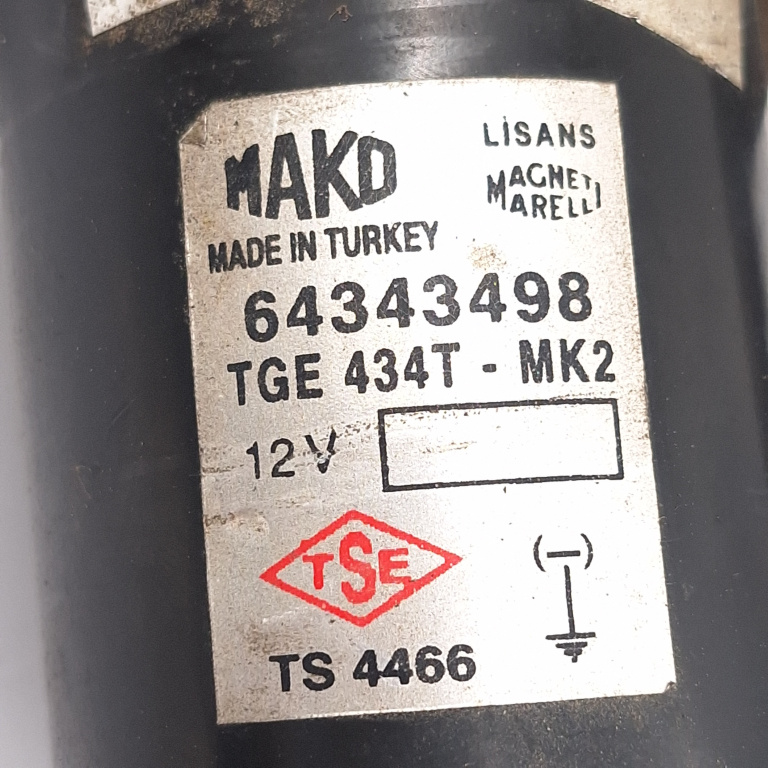 MAKO
LİSANS
MAGNETI
MARELLI
MADE IN TURKEY
64343498
TGE 434T - MK2
12 V
TSE
(-)
TS 4466